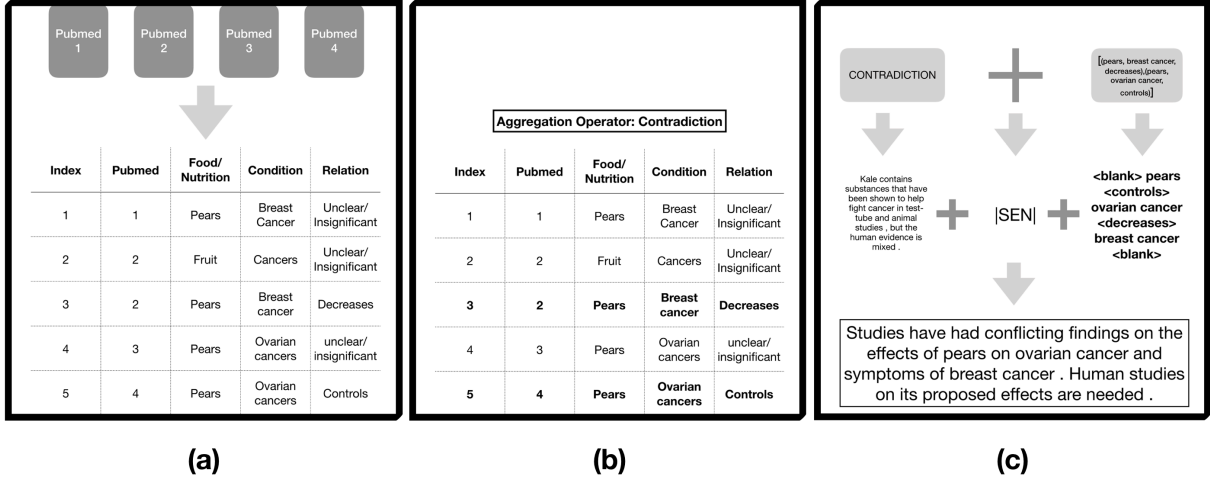 Pubmed 1
Pubmed 2
Pubmed 3
Pubmed 4
Index Pubmed Food/ Nutrition Condition Relation
1 1 Pears Breast Cancer Unclear/ Insignificant
2 2 Fruit Cancers Unclear/ Insignificant
3 2 Pears Breast cancer Decreases
4 3 Pears Ovarian cancers unclear/ insignificant
5 4 Pears Ovarian cancers Controls
(a)
Aggregation Operator: Contradiction
Index Pubmed Food/ Nutrition Condition Relation
1 1 Pears Breast Cancer Unclear/ Insignificant
2 2 Fruit Cancers Unclear/ Insignificant
3 2 Pears Breast cancer Decreases
4 3 Pears Ovarian cancers unclear/ insignificant
5 4 Pears Ovarian cancers Controls
(b)
CONTRADICTION
[(pears, breast cancer,
decreases),(pears,
ovarian cancer,
controls)]
Kale contains
substances that have
been shown to help
fight cancer in test-
tube and animal
studies , but the
human evidence is
mixed .
|SEN|
<blank> pears
<controls>
ovarian cancer
<decreases>
breast cancer
<blank>
Studies have had conflicting findings on the
effects of pears on ovarian cancer and
symptoms of breast cancer . Human studies
on its proposed effects are needed .
(c)